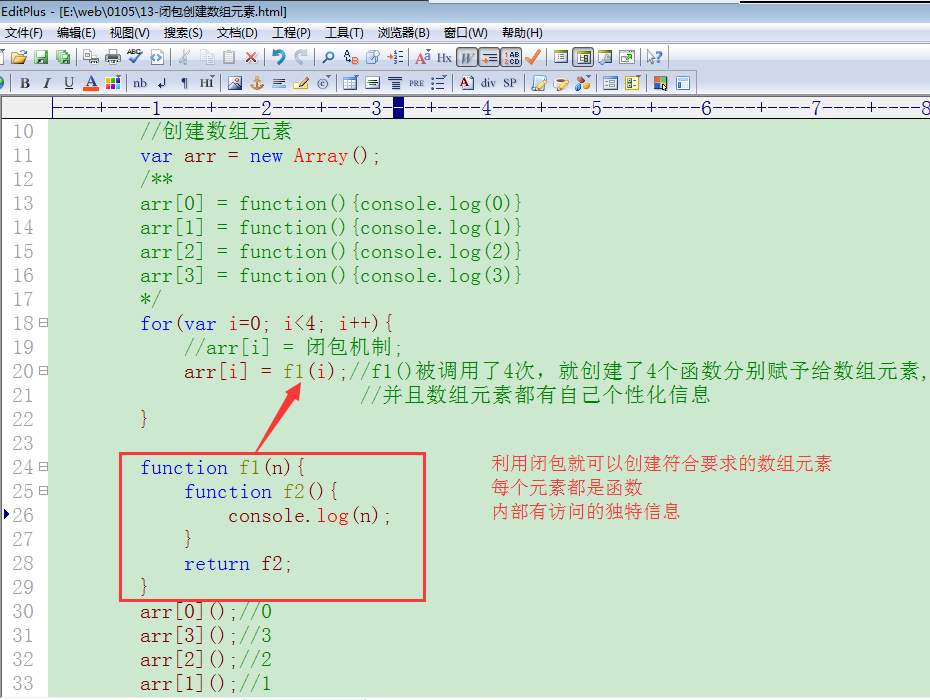 EditPlus - [E:\web\0105\13-闭包创建数组元素.html]
文件(F) 编辑(E) 视图(V) 搜索(S) 文档(D) 工程(P) 工具(T) 浏览器(B) 窗口(W) 帮助(H)
B I U A nb ¶ HI PRE A div SP
----+----1----+----2----+----3----+----4----+----5----+----6----+----7----+----8
10 //创建数组元素
11 var arr = new Array();
12 /**
13 arr[0] = function(){console.log(0)}
14 arr[1] = function(){console.log(1)}
15 arr[2] = function(){console.log(2)}
16 arr[3] = function(){console.log(3)}
17 */
18 for(var i=0; i<4; i++){
19 //arr[i] = 闭包机制;
20 arr[i] = f1(i);//f1()被调用了4次，就创建了4个函数分别赋予给数组元素,
21 //并且数组元素都有自己个性化信息
22 }
23
24 function f1(n){
25 function f2(){
26 console.log(n);
27 }
28 return f2;
29 }
利用闭包就可以创建符合要求的数组元素
每个元素都是函数
内部有访问的独特信息
30 arr[0]();//0
31 arr[3]();//3
32 arr[2]();//2
33 arr[1]();//1